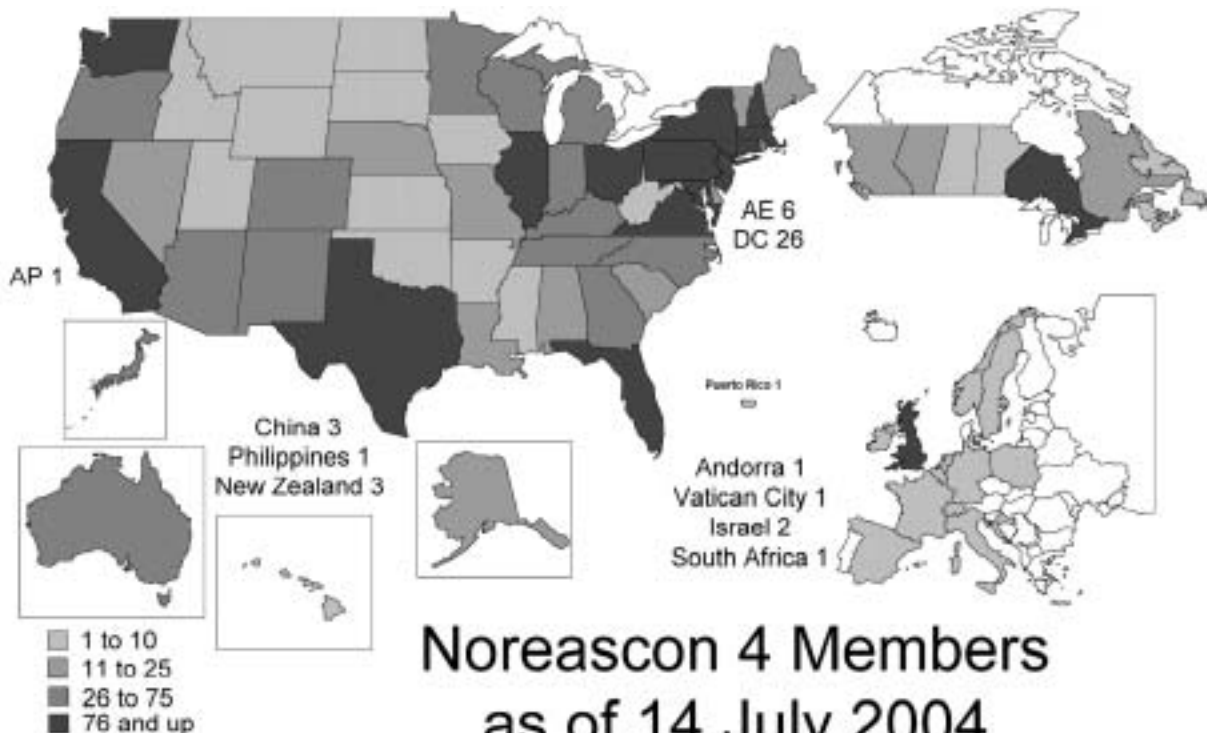 AE 6
DC 26
AP 1
Puerto Rico 1
China 3
Philippines 1
New Zealand 3
Andorra 1
Vatican City 1
Israel 2
South Africa 1
1 to 10
11 to 25
26 to 75
76 and up
Noreascon 4 Members
as of 14 July 2004